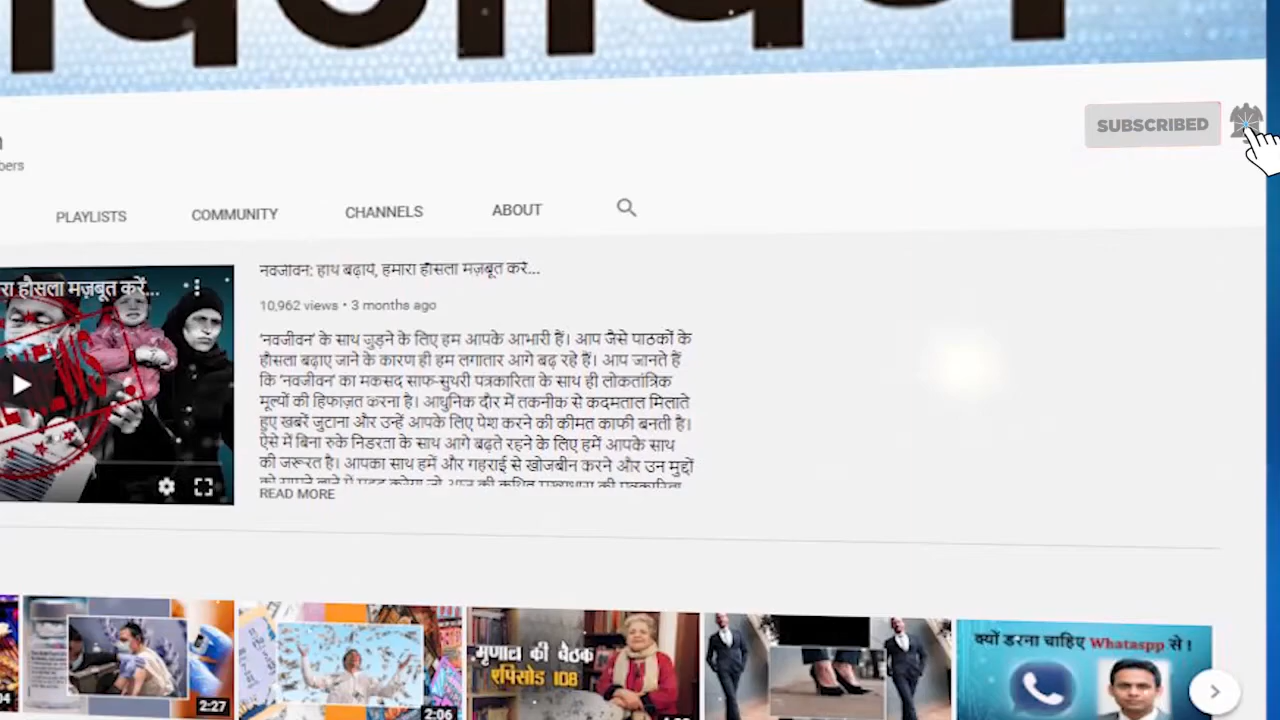 SUBSCRIBED
bers
PLAYLISTS COMMUNITY CHANNELS ABOUT
नवजीवन: हाथ बढ़ायें, हमारा हौसला मज़बूत करें...
रा हौसला मज़बूत करें...
10,962 views • 3 months ago
'नवजीवन' के साथ जुड़ने के लिए हम आपके आभारी हैं। आप जैसे पाठकों के
हौसला बढ़ाए जाने के कारण ही हम लगातार आगे बढ़ रहे हैं। आप जानते हैं
कि 'नवजीवन' का मकसद साफ-सुथरी पत्रकारिता के साथ ही लोकतांत्रिक
मूल्यों की हिफाज़त करना है। आधुनिक दौर में तकनीक से कदमताल मिलाते
हुए खबरें जुटाना और उन्हें आपके लिए पेश करने की कीमत काफी बनती है।
ऐसे में बिना रुके निडरता के साथ आगे बढ़ते रहने के लिए हमें आपके साथ
की जरूरत है। आपका साथ हमें और गहराई से खोजबीन करने और उन मुद्दों
READ MORE
2:27
2:06
मृणाल की बैठक
एपिसोड 108
क्यों डरना चाहिए Whataspp से !